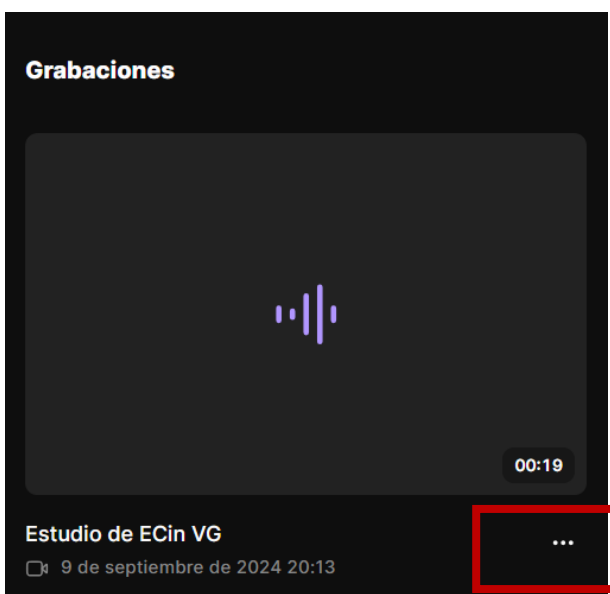 Grabaciones
00:19
Estudio de ECin VG
...
9 de septiembre de 2024 20:13